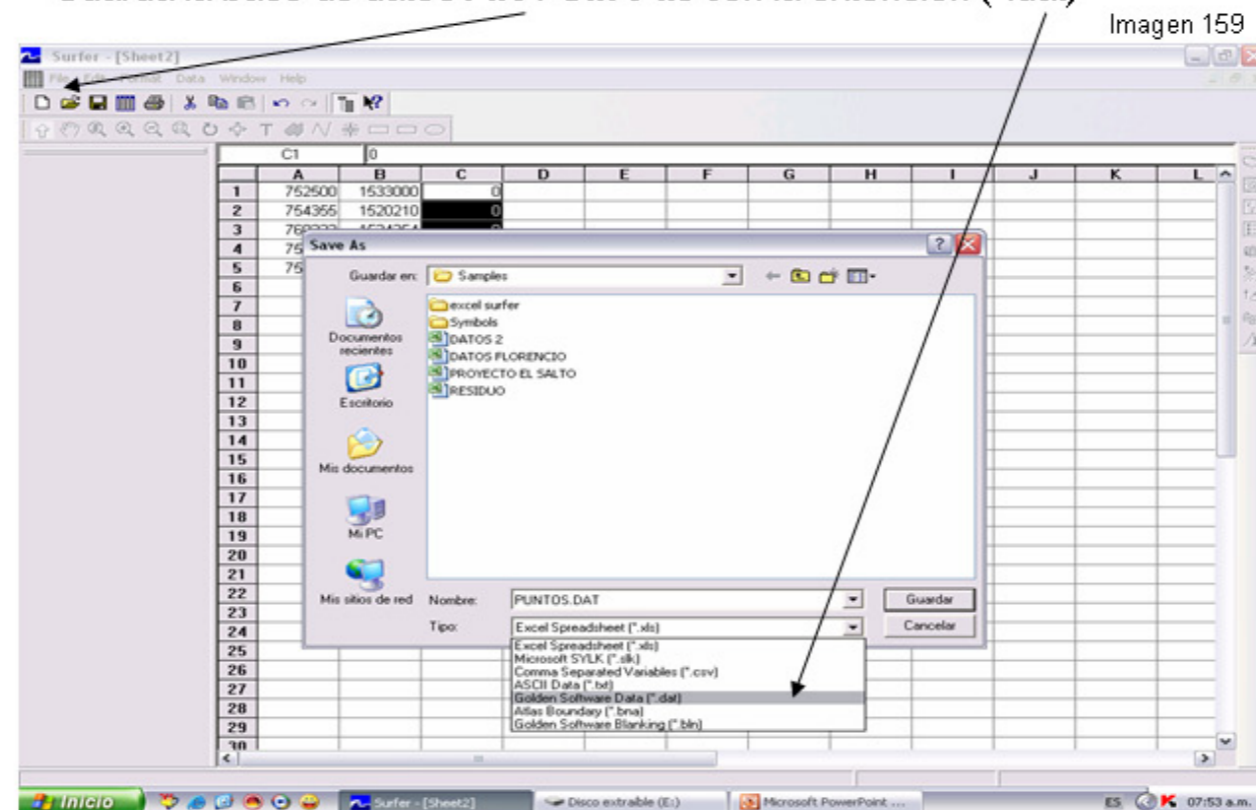 Imagen 159
Surfer - [Sheet2]
File Edit Format Data Window Help
C1 0
A B C D E F G H I J K L
1 752500 1533000 0
2 754355 1520210 0
3
4 75
5 75
6
7
8
9
10
11
12
13
14
15
16
17
18
19
20
21
22
23
24
25
26
27
28
29
30
Save As
Guardar en: Samples
Documentos recientes
Escritorio
Mis documentos
Mi PC
Mis sitios de red
excel surfer
Symbols
DATOS 2
DATOS FLORENCIO
PROYECTO EL SALTO
RESIDUO
Nombre: PUNTOS.DAT Guardar
Tipo: Excel Spreadsheet (*.xls) Cancelar
Excel Spreadsheet (*.xls)
Microsoft SYLK (*.slk)
Comma Separated Variables (*.csv)
ASCII Data (*.txt)
Golden Software Data (*.dat)
Atlas Boundary (*.bna)
Golden Software Blanking (*.bln)
Inicio Surfer - [Sheet2] Disco extraíble (E:) Microsoft PowerPoint ... ES 07:53 a.m.